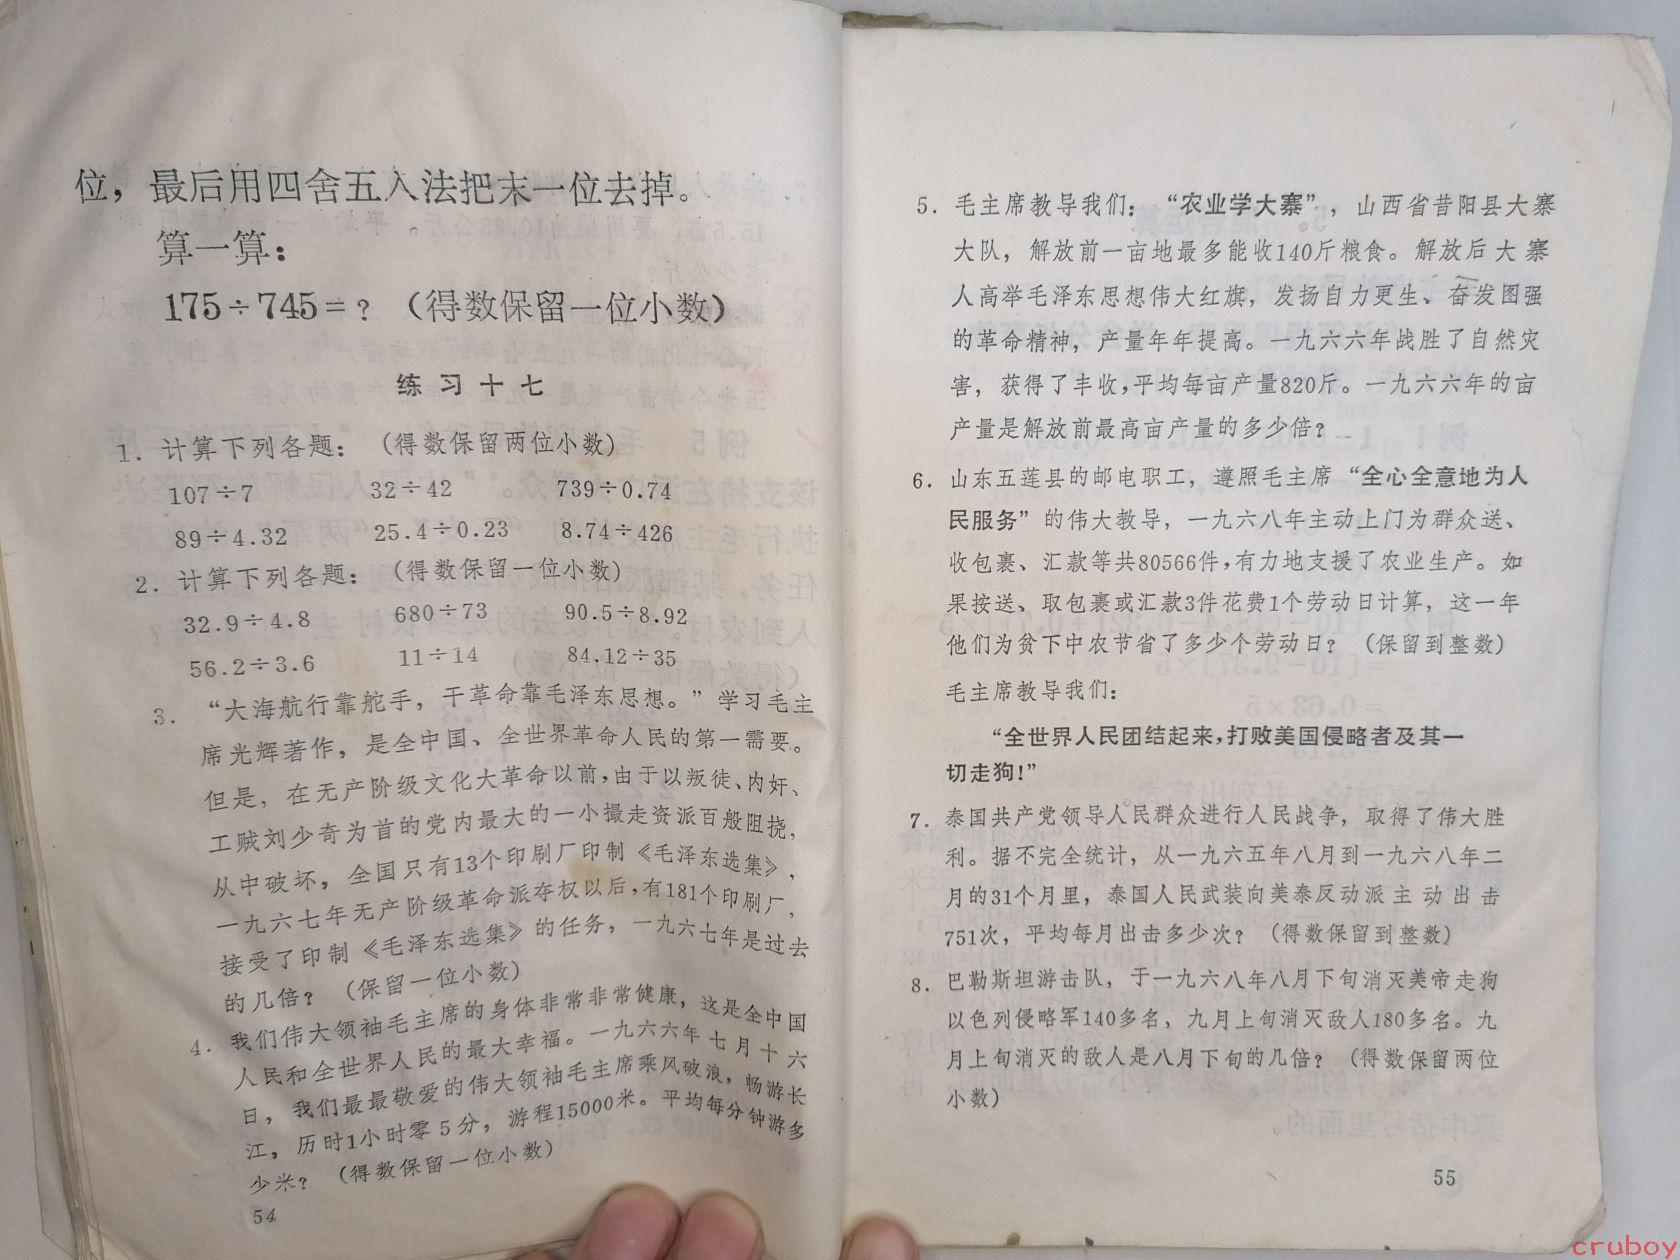 位，最后用四舍五入法把末一位去掉。
算一算：
175÷745=？（得数保留一位小数）
练习十七
1. 计算下列各题：（得数保留两位小数）
107÷7 32÷42 739÷0.74
89÷4.32 25.4÷0.23 8.74÷426
2. 计算下列各题：（得数保留一位小数）
32.9÷4.8 680÷73 90.5÷8.92
56.2÷3.6 11÷14 84.12÷35
3. “大海航行靠舵手，干革命靠毛泽东思想。”学习毛主
席光辉著作，是全中国、全世界革命人民的第一需要。
但是，在无产阶级文化大革命以前，由于以叛徒、内奸、
工贼刘少奇为首的党内最大的一小撮走资派百般阻挠，
从中破坏，全国只有13个印刷厂印制《毛泽东选集》，
一九六七年无产阶级革命派夺权以后，有181个印刷厂，
接受了印制《毛泽东选集》的任务，一九六七年是过去
的几倍？（保留一位小数）
4. 我们伟大领袖毛主席的身体非常非常健康，这是全中国
人民和全世界人民的最大幸福。一九六六年七月十六
日，我们最最敬爱的伟大领袖毛主席乘风破浪，畅游长
江，历时1小时零5分，游程15000米。平均每分钟游多
少米？（得数保留一位小数）
54
5. 毛主席教导我们：“农业学大寨”，山西省昔阳县大寨
大队，解放前一亩地最多能收140斤粮食。解放后大寨
人高举毛泽东思想伟大红旗，发扬自力更生、奋发图强
的革命精神，产量年年提高。一九六六年战胜了自然灾
害，获得了丰收，平均每亩产量820斤。一九六六年的亩
产量是解放前最高亩产量的多少倍？
6. 山东五莲县的邮电职工，遵照毛主席“全心全意地为人
民服务”的伟大教导，一九六八年主动上门为群众送、
收包裹、汇款等共80566件，有力地支援了农业生产。如
果按送、取包裹或汇款3件花费1个劳动日计算，这一年
他们为贫下中农节省了多少个劳动日？（保留到整数）
毛主席教导我们：
“全世界人民团结起来，打败美国侵略者及其一
切走狗！”
7. 泰国共产党领导人民群众进行人民战争，取得了伟大胜
利。据不完全统计，从一九六五年八月到一九六八年二
月的31个月里，泰国人民武装向美泰反动派主动出击
751次，平均每月出击多少次？（得数保留到整数）
8. 巴勒斯坦游击队，于一九六八年八月下旬消灭美帝走狗
以色列侵略军140多名，九月上旬消灭敌人180多名。九
月上旬消灭的敌人是八月下旬的几倍？（得数保留两位
小数）
55
cruboy